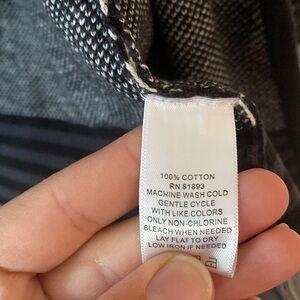 100% COTTON
RN 81893
MACHINE WASH COLD
GENTLE CYCLE
WITH LIKE COLORS
ONLY NON-CHLORINE
BLEACH WHEN NEEDED
LAY FLAT TO DRY
LOW IRON IF NEEDED